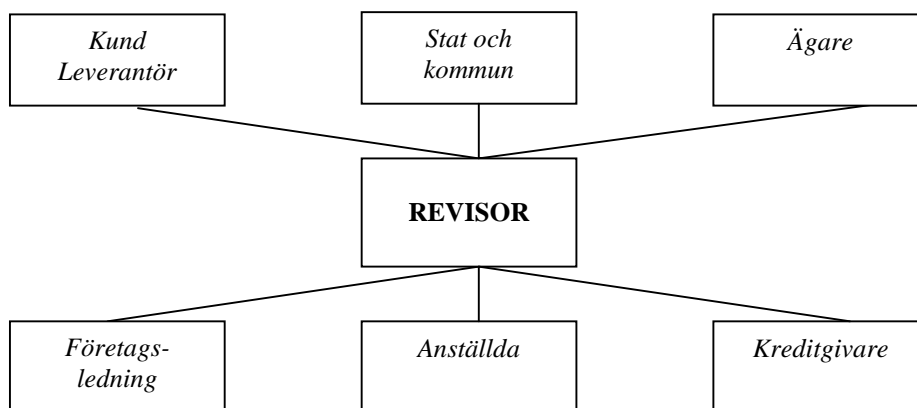 Kund
Leverantör
Stat och
kommun
Ägare
REVISOR
Företags-
ledning
Anställda
Kreditgivare